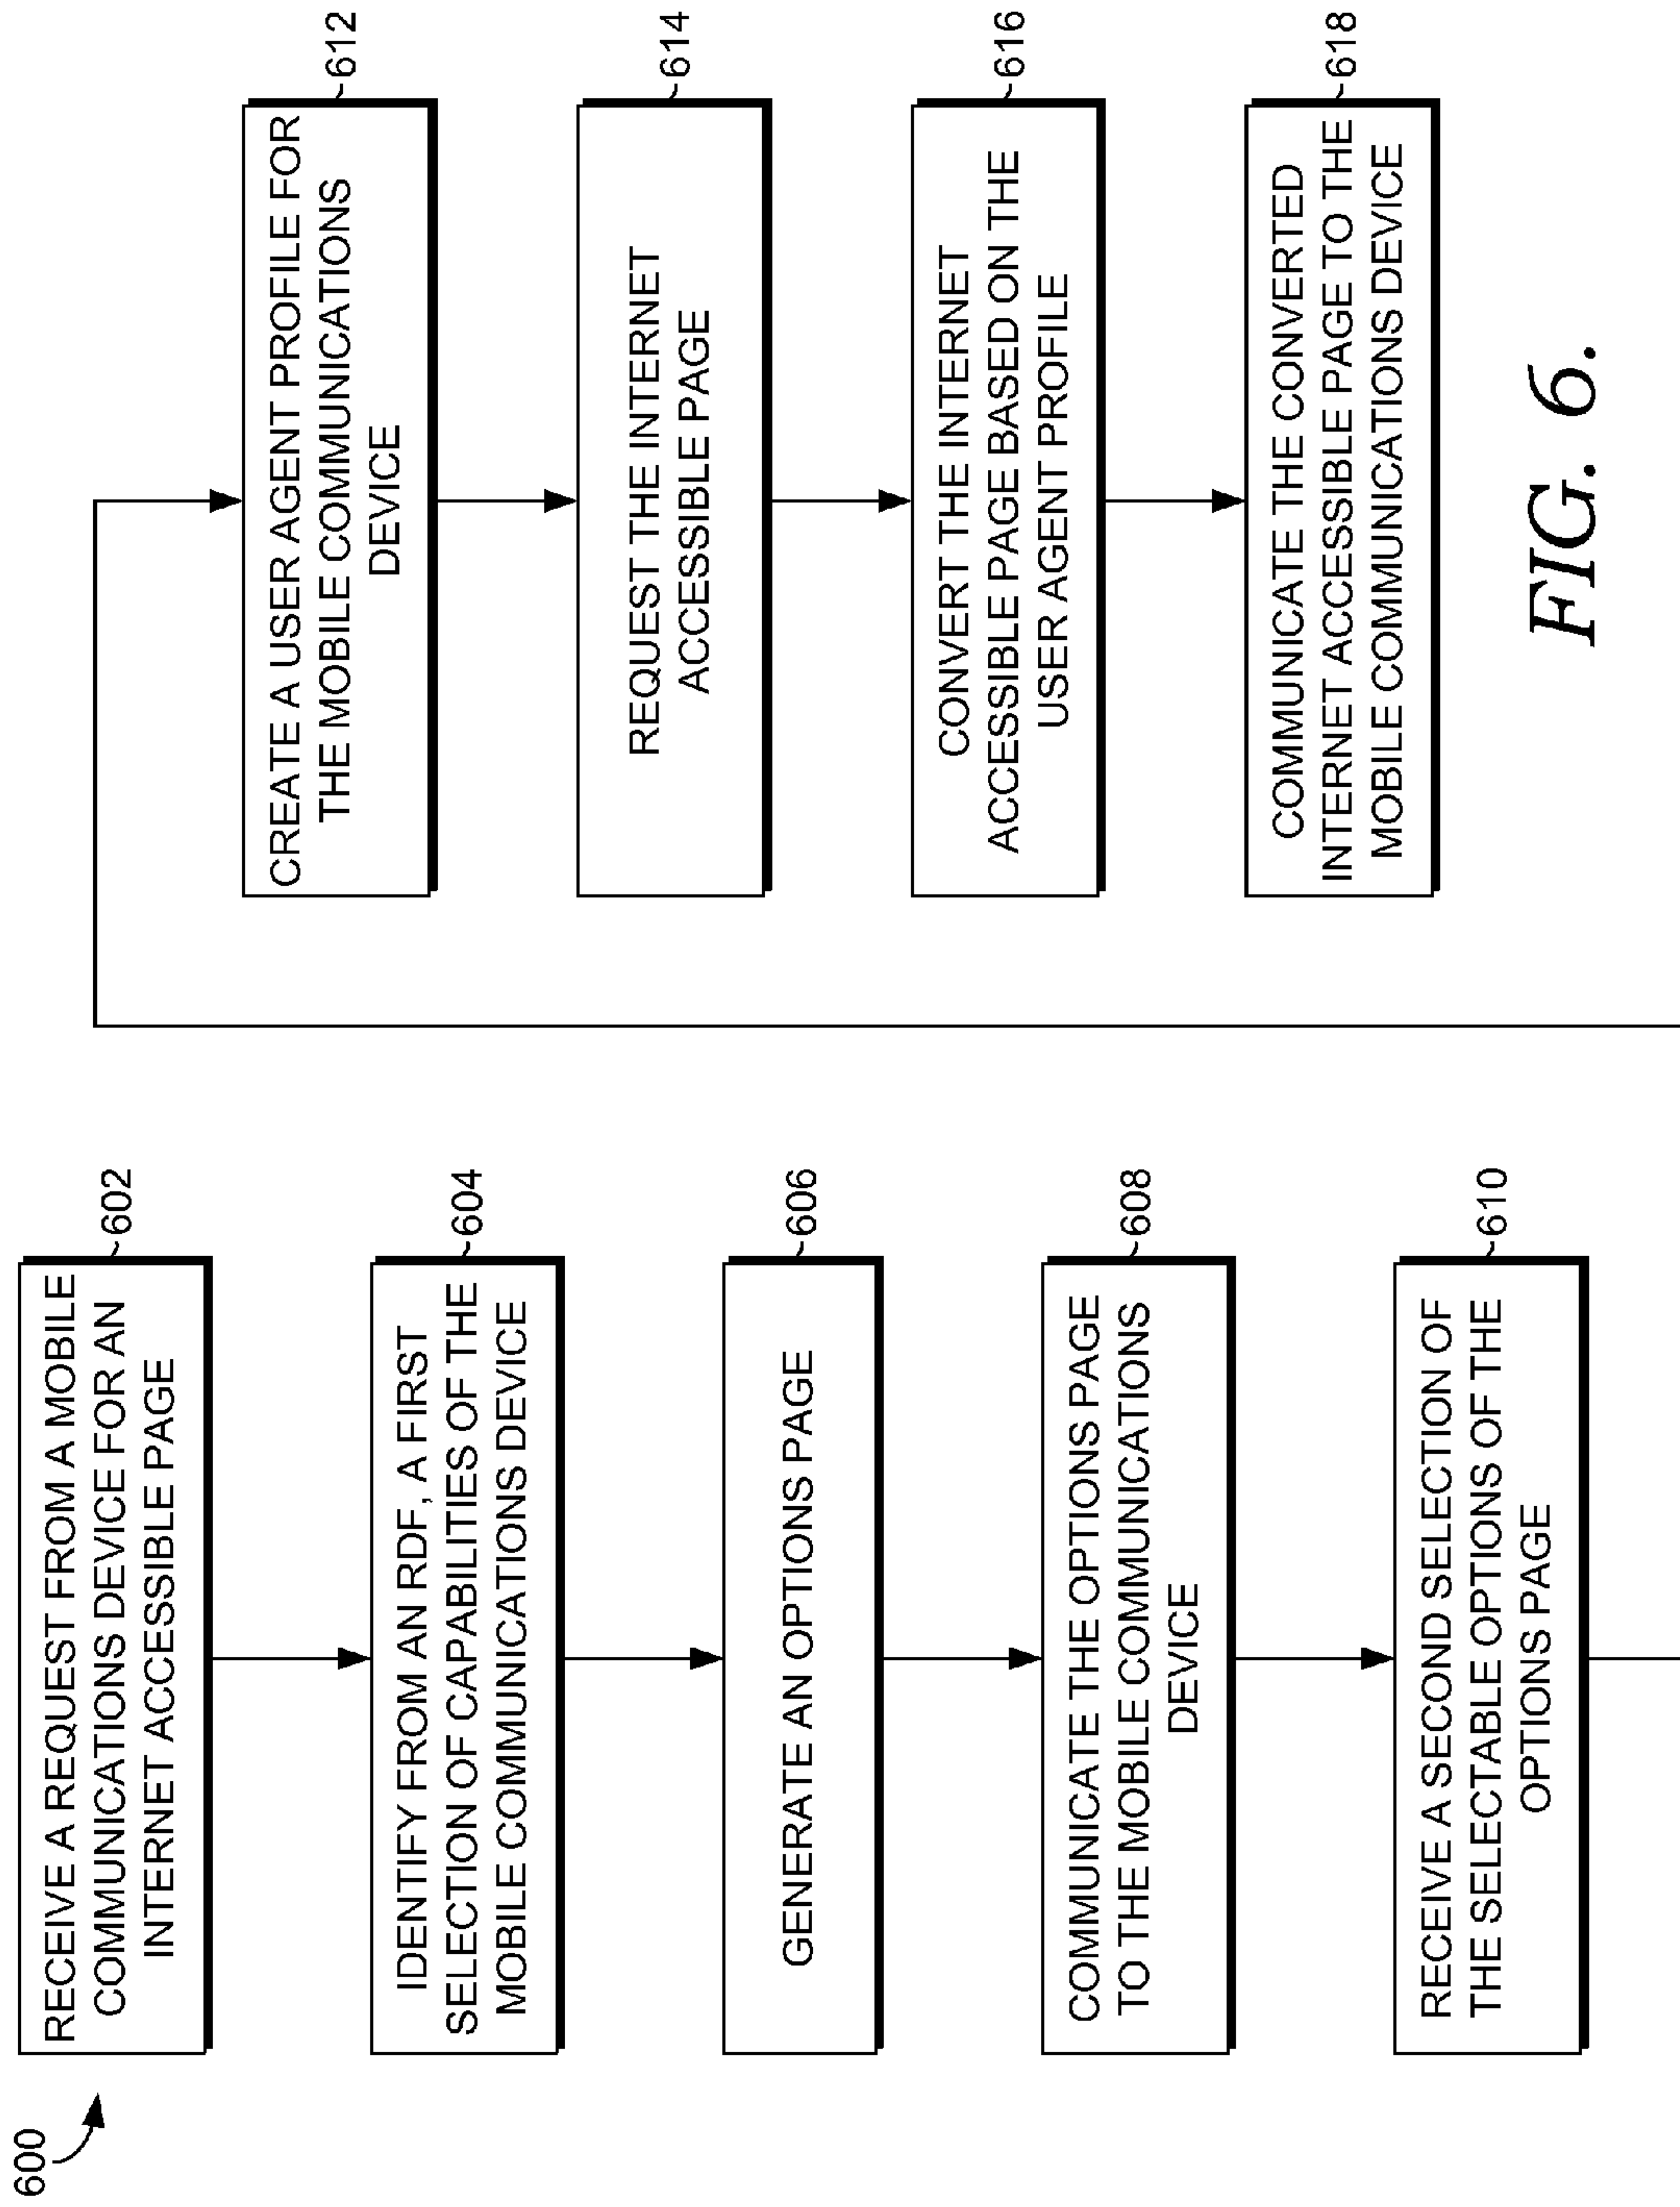 600
RECEIVE A REQUEST FROM A MOBILE
COMMUNICATIONS DEVICE FOR AN
INTERNET ACCESSIBLE PAGE
602
IDENTIFY FROM AN RDF, A FIRST
SELECTION OF CAPABILITIES OF THE
MOBILE COMMUNICATIONS DEVICE
604
GENERATE AN OPTIONS PAGE
606
COMMUNICATE THE OPTIONS PAGE
TO THE MOBILE COMMUNICATIONS
DEVICE
608
RECEIVE A SECOND SELECTION OF
THE SELECTABLE OPTIONS OF THE
OPTIONS PAGE
610
CREATE A USER AGENT PROFILE FOR
THE MOBILE COMMUNICATIONS
DEVICE
612
REQUEST THE INTERNET
ACCESSIBLE PAGE
614
CONVERT THE INTERNET
ACCESSIBLE PAGE BASED ON THE
USER AGENT PROFILE
616
COMMUNICATE THE CONVERTED
INTERNET ACCESSIBLE PAGE TO THE
MOBILE COMMUNICATIONS DEVICE
618
FIG. 6.